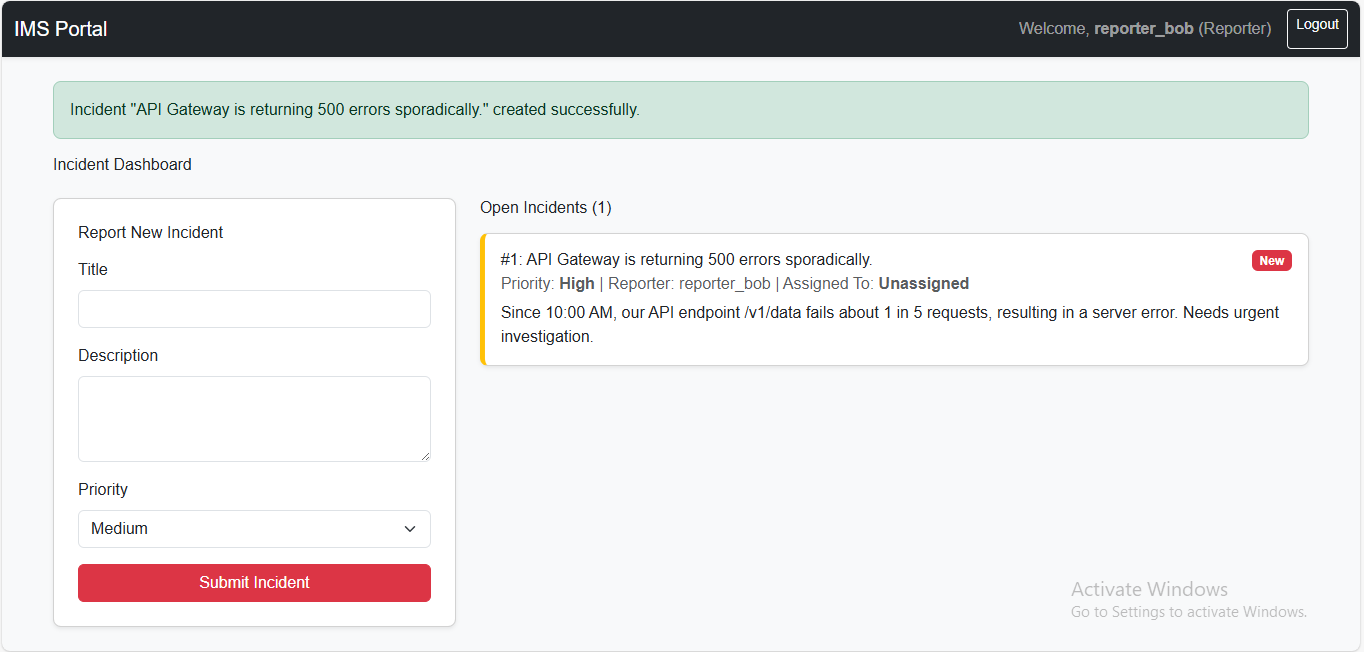 IMS Portal
Welcome, reporter_bob (Reporter)
Logout
Incident "API Gateway is returning 500 errors sporadically." created successfully.
Incident Dashboard
Report New Incident
Title
Description
Priority
Medium
Submit Incident
Open Incidents (1)
#1: API Gateway is returning 500 errors sporadically.
New
Priority: High | Reporter: reporter_bob | Assigned To: Unassigned
Since 10:00 AM, our API endpoint /v1/data fails about 1 in 5 requests, resulting in a server error. Needs urgent
investigation.
Activate Windows
Go to Settings to activate Windows.